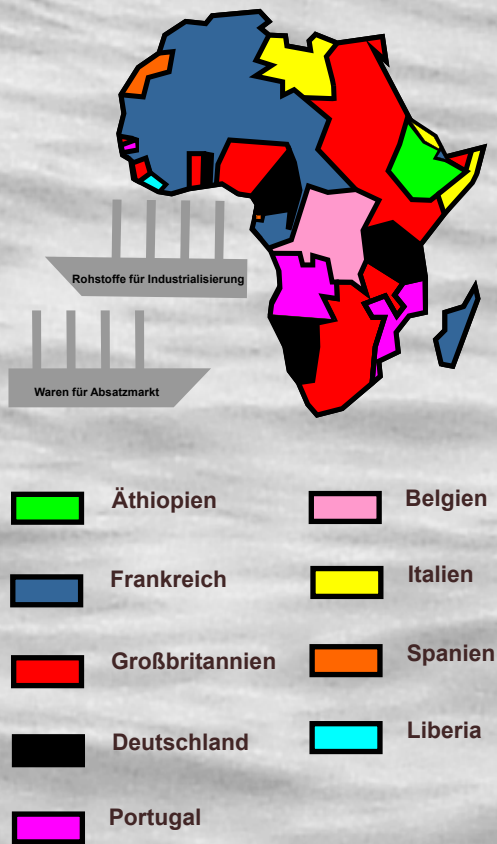 Rohstoffe für Industrialisierung
Waren für Absatzmarkt
Äthiopien
Belgien
Frankreich
Italien
Großbritannien
Spanien
Deutschland
Liberia
Portugal